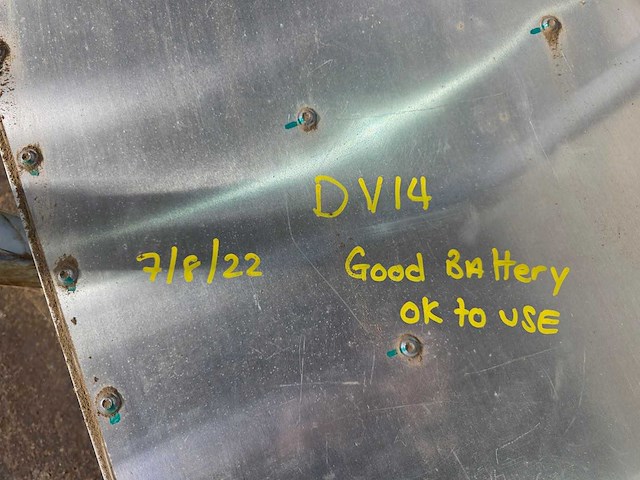 DV14
7/8/22
Good BAttery
OK to USE